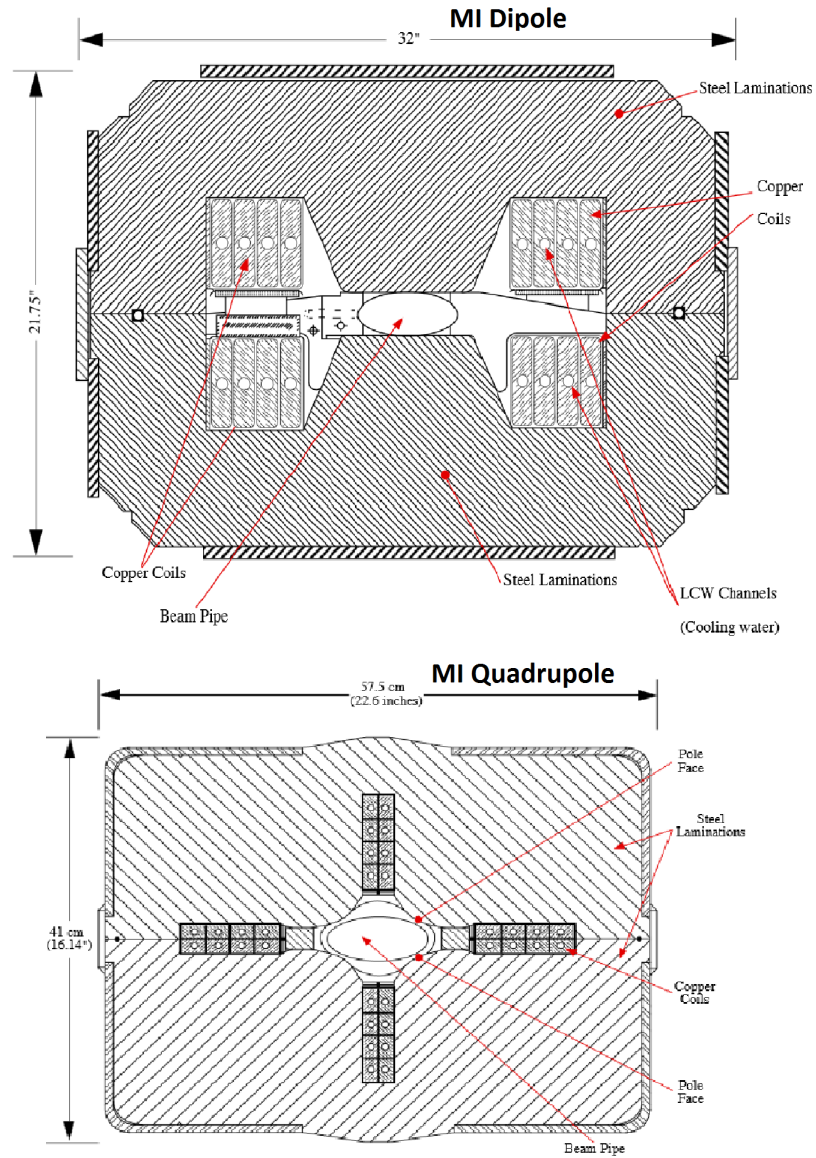 MI Dipole
32"
Steel Laminations
Copper
Coils
21.75"
Copper Coils
Beam Pipe
Steel Laminations
LCW Channels
(Cooling water)
MI Quadrupole
57.5 cm
(22.6 inches)
Pole
Face
Steel
Laminations
41 cm
(16.14")
Copper
Coils
Pole
Face
Beam Pipe